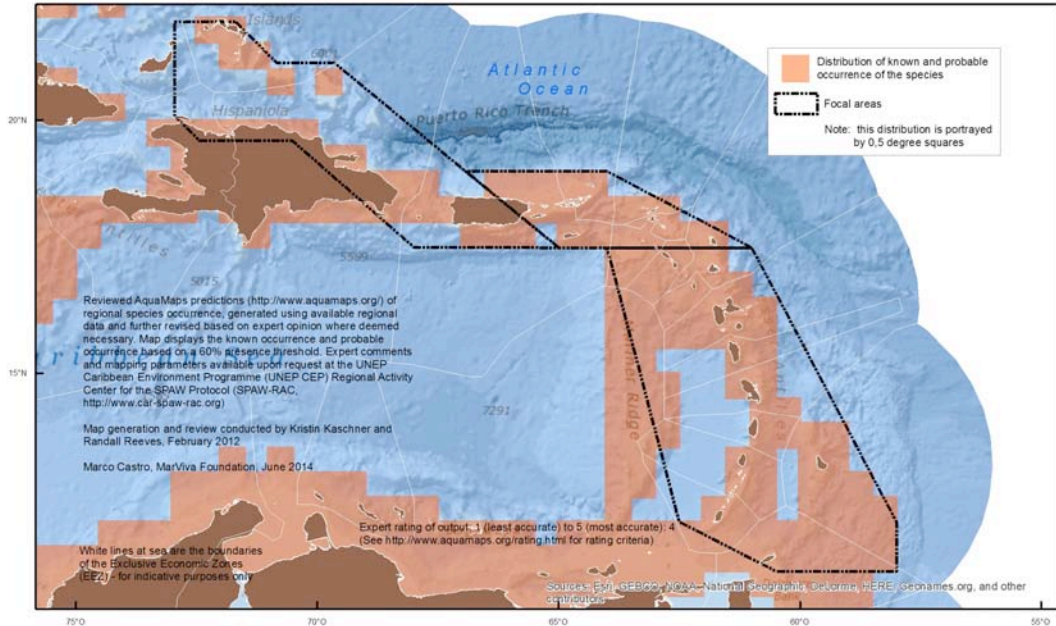 Islands
6001
Atlantic
Ocean
Distribution of known and probable
occurrence of the species
Focal areas
Note: this distribution is portrayed
by 0,5 degree squares
20°N
Hispaniola
Puerto Rico Trench
5015
5599
Reviewed AquaMaps predictions (http://www.aquamaps.org/) of
regional species occurrence, generated using available regional
data and further revised based on expert opinion where deemed
necessary. Map displays the known occurrence and probable
occurrence based on a 60% presence threshold. Expert comments
and mapping parameters available upon request at the UNEP
Caribbean Environment Programme (UNEP CEP) Regional Activity
Center for the SPAW Protocol (SPAW-RAC,
http://www.car-spaw-rac.org)
15°N
Ridge
Antilles
7291
Map generation and review conducted by Kristin Kaschner and
Randall Reeves, February 2012
Marco Castro, MarViva Foundation, June 2014
Expert rating of output: 1 (least accurate) to 5 (most accurate): 4
(See http://www.aquamaps.org/rating.html for rating criteria)
White lines at sea are the boundaries
of the Exclusive Economic Zones
(EEZ) - for indicative purposes only
Sources: Esri, GEBCO, NOAA, National Geographic, DeLorme, HERE, Geonames.org, and other
contributors
75°O
70°O
65°O
60°O
55°O